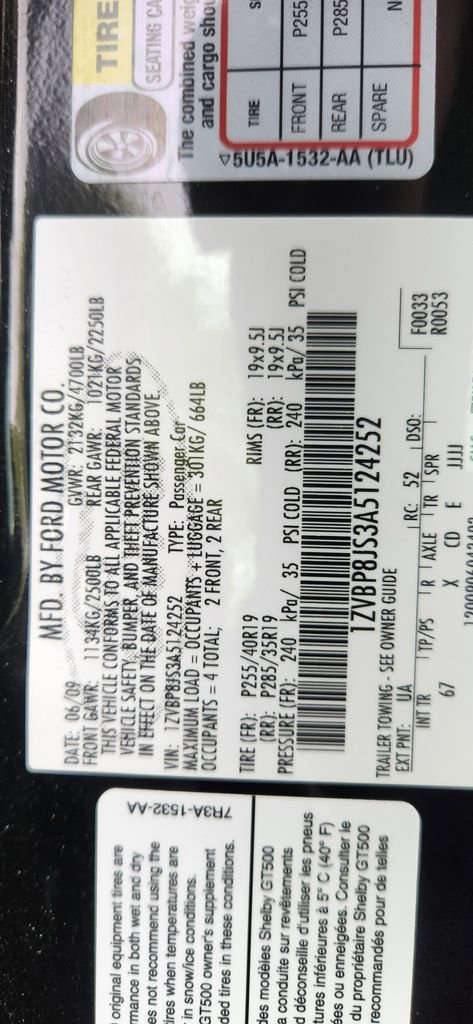 TIRE
SEATING CA
The combined weig
and cargo shou
TIRE
FRONT P255
REAR P285
SPARE N
5U5A-1532-AA (TLU)
MFD. BY FORD MOTOR CO.
DATE: 06/09 GVWR: 2132KG/4700LB
FRONT GAWR: 1134KG/2500LB REAR GAWR: 1021KG/2250LB
THIS VEHICLE CONFORMS TO ALL APPLICABLE FEDERAL MOTOR
VEHICLE SAFETY, BUMPER, AND THEFT PREVENTION STANDARDS
IN EFFECT ON THE DATE OF MANUFACTURE SHOWN ABOVE.
VIN: 1ZVBP8JS3A5124252 TYPE: Passenger Car
MAXIMUM LOAD = OCCUPANTS + LUGGAGE = 301KG/ 664LB
OCCUPANTS = 4 TOTAL: 2 FRONT, 2 REAR
TIRE (FR): P255/40R19 RIMS (FR): 19x9.5J
(RR): P285/35R19 (RR): 19x9.5J
PRESSURE (FR): 240 kPa/ 35 PSI COLD (RR): 240 kPa/ 35 PSI COLD
1ZVBP8JS3A5124252
TRAILER TOWING - SEE OWNER GUIDE
EXT PNT: UA RC: 52 DSO: F0033
INT TR TP/PS R AXLE TR SPR R0053
67 X CD E JJJJ
7R3A-1532-AA
original equipment tires are
rmance in both wet and dry
es not recommend using the
tires when temperatures are
in snow/ice conditions.
GT500 owner's supplement
ded tires in these conditions.
des modèles Shelby GT500
a conduite sur revêtements
d déconseille d'utiliser les pneus
tures inférieures à 5° C (40° F)
ées ou enneigées. Consulter le
du propriétaire Shelby GT500
recommandés pour de telles